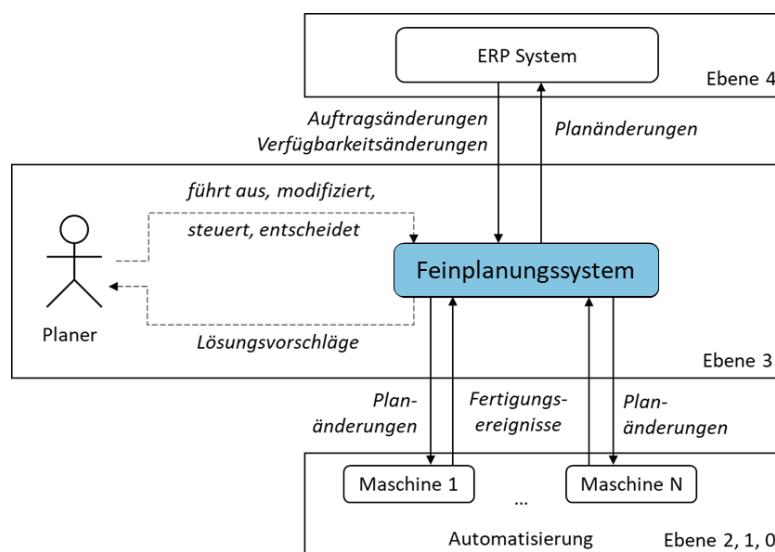 ERP System
Ebene 4
Auftragsänderungen
Verfügbarkeitsänderungen
Planänderungen
führt aus, modifiziert,
steuert, entscheidet
Feinplanungssystem
Planer
Lösungsvorschläge
Ebene 3
Plan-
änderungen
Fertigungs-
ereignisse
Plan-
änderungen
Maschine 1
...
Maschine N
Automatisierung
Ebene 2, 1, 0